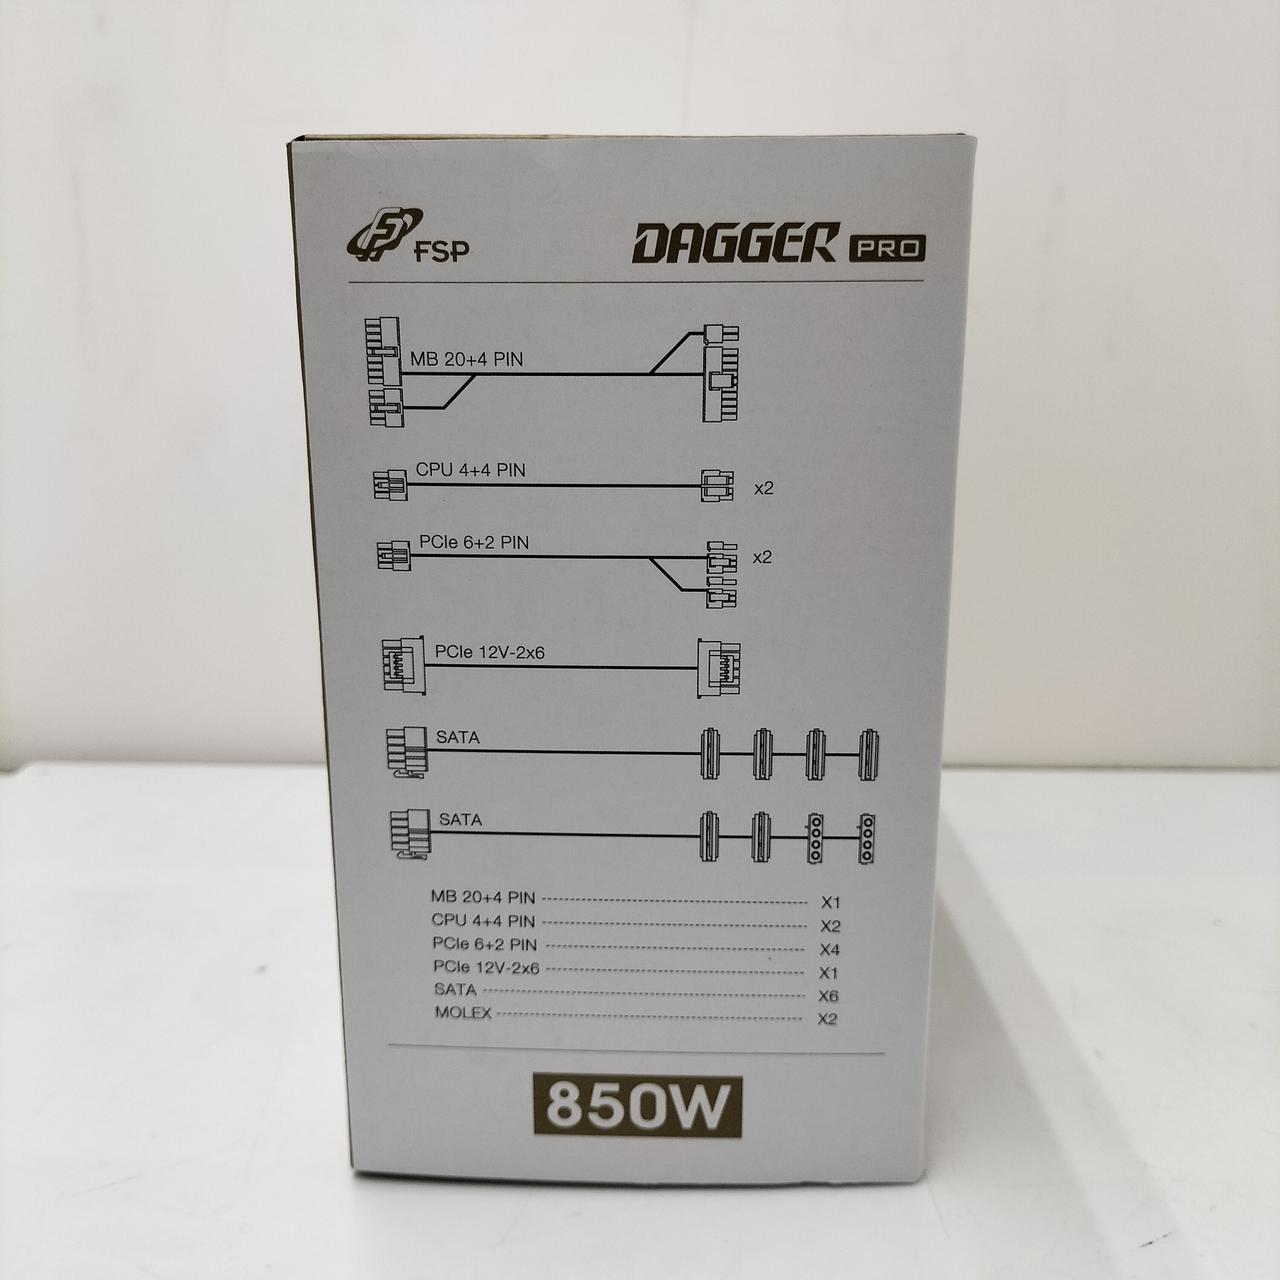 FSP
DAGGER PRO
MB 20+4 PIN
CPU 4+4 PIN
x2
PCIe 6+2 PIN
x2
PCIe 12V-2x6
SATA
SATA
MB 20+4 PIN X1
CPU 4+4 PIN X2
PCIe 6+2 PIN X4
PCIe 12V-2x6 X1
SATA X6
MOLEX X2
850W